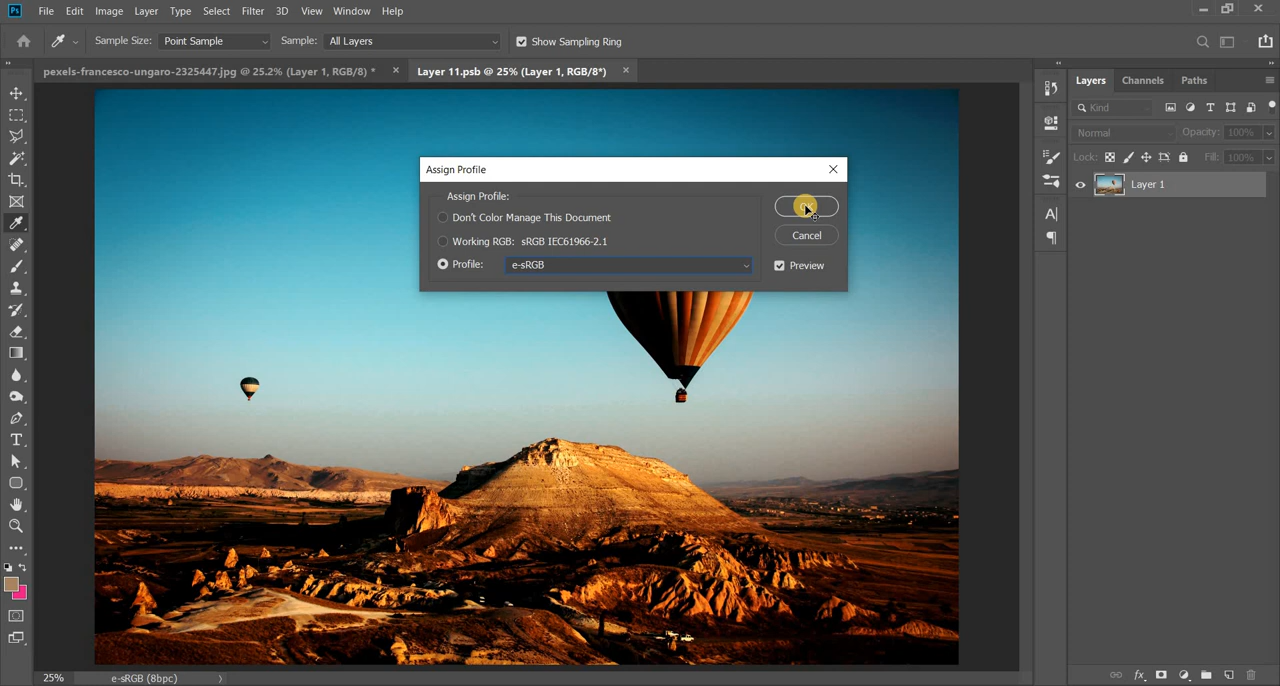 Ps File Edit Image Layer Type Select Filter 3D View Window Help
Sample Size: Point Sample Sample: All Layers Show Sampling Ring
pexels-francesco-ungaro-2325447.jpg @ 25.2% (Layer 1, RGB/8) * × Layer 11.psb @ 25% (Layer 1, RGB/8*) ×
Layers Channels Paths
Kind
Normal Opacity: 100%
Lock: Fill: 100%
Layer 1
Assign Profile
Assign Profile:
Don't Color Manage This Document
Working RGB: sRGB IEC61966-2.1
Profile: e-sRGB
OK
Cancel
Preview
25% e-sRGB (8bpc)